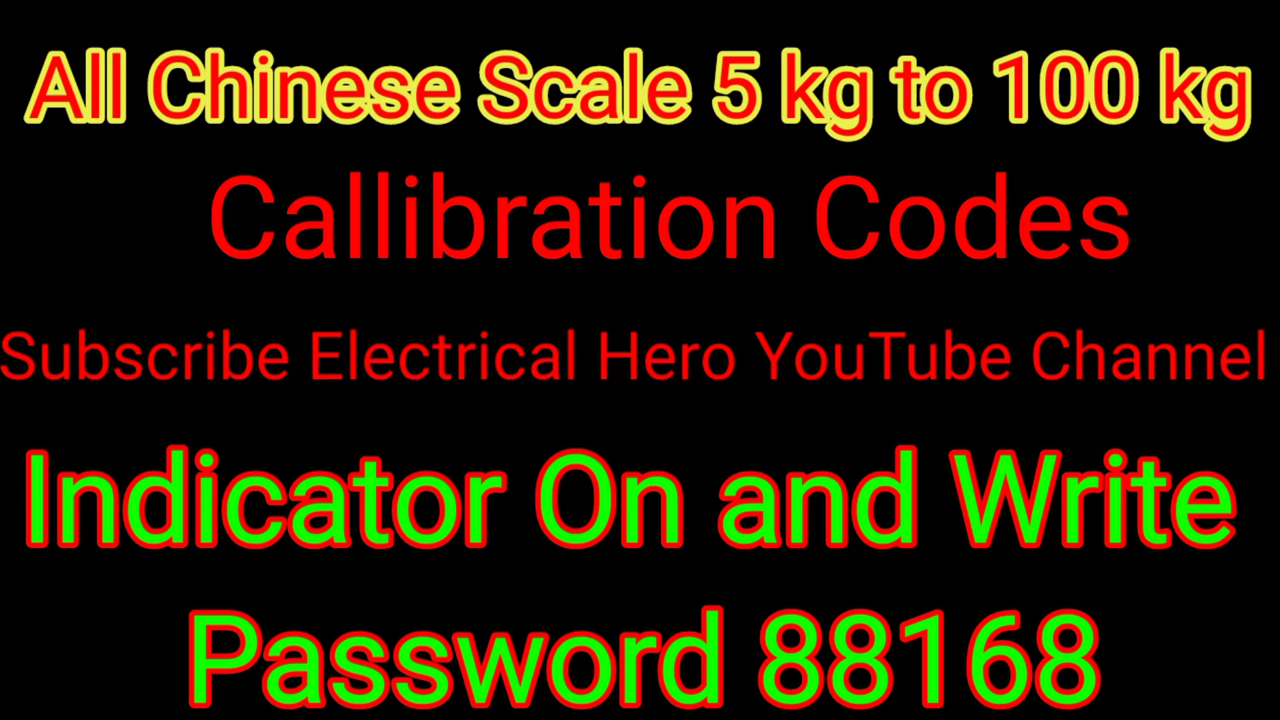 All Chinese Scale 5 kg to 100 kg
Callibration Codes
Subscribe Electrical Hero YouTube Channel
Indicator On and Write
Password 88168